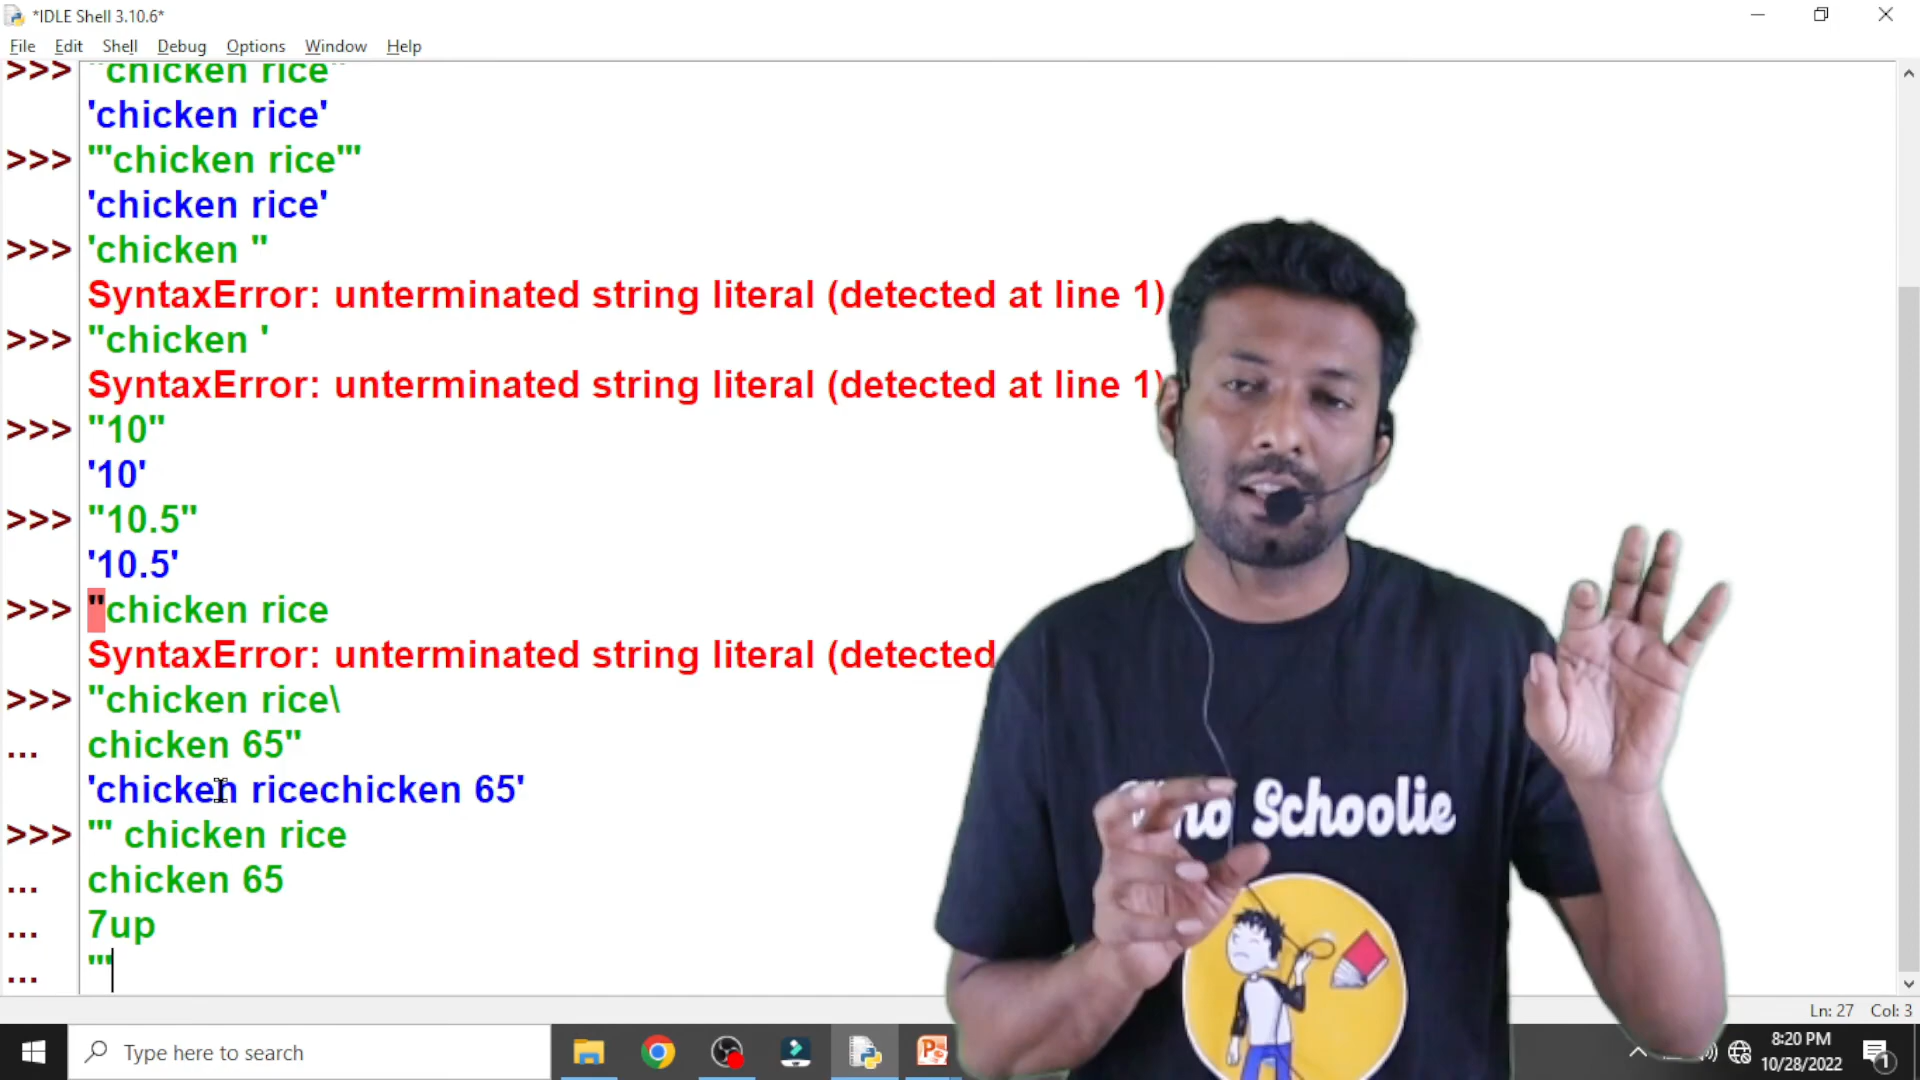 *IDLE Shell 3.10.6*
File Edit Shell Debug Options Window Help
>>> "chicken rice"
'chicken rice'
>>> '''chicken rice'''
'chicken rice'
>>> 'chicken "
SyntaxError: unterminated string literal (detected at line 1)
>>> "chicken '
SyntaxError: unterminated string literal (detected at line 1)
>>> "10"
'10'
>>> "10.5"
'10.5'
>>> "chicken rice
SyntaxError: unterminated string literal (detected
>>> "chicken rice\
... chicken 65"
'chicken ricechicken 65'
>>> ''' chicken rice
... chicken 65
... 7up
... '''
Schoolie
Ln: 27 Col: 3
Type here to search
8:20 PM
10/28/2022
1